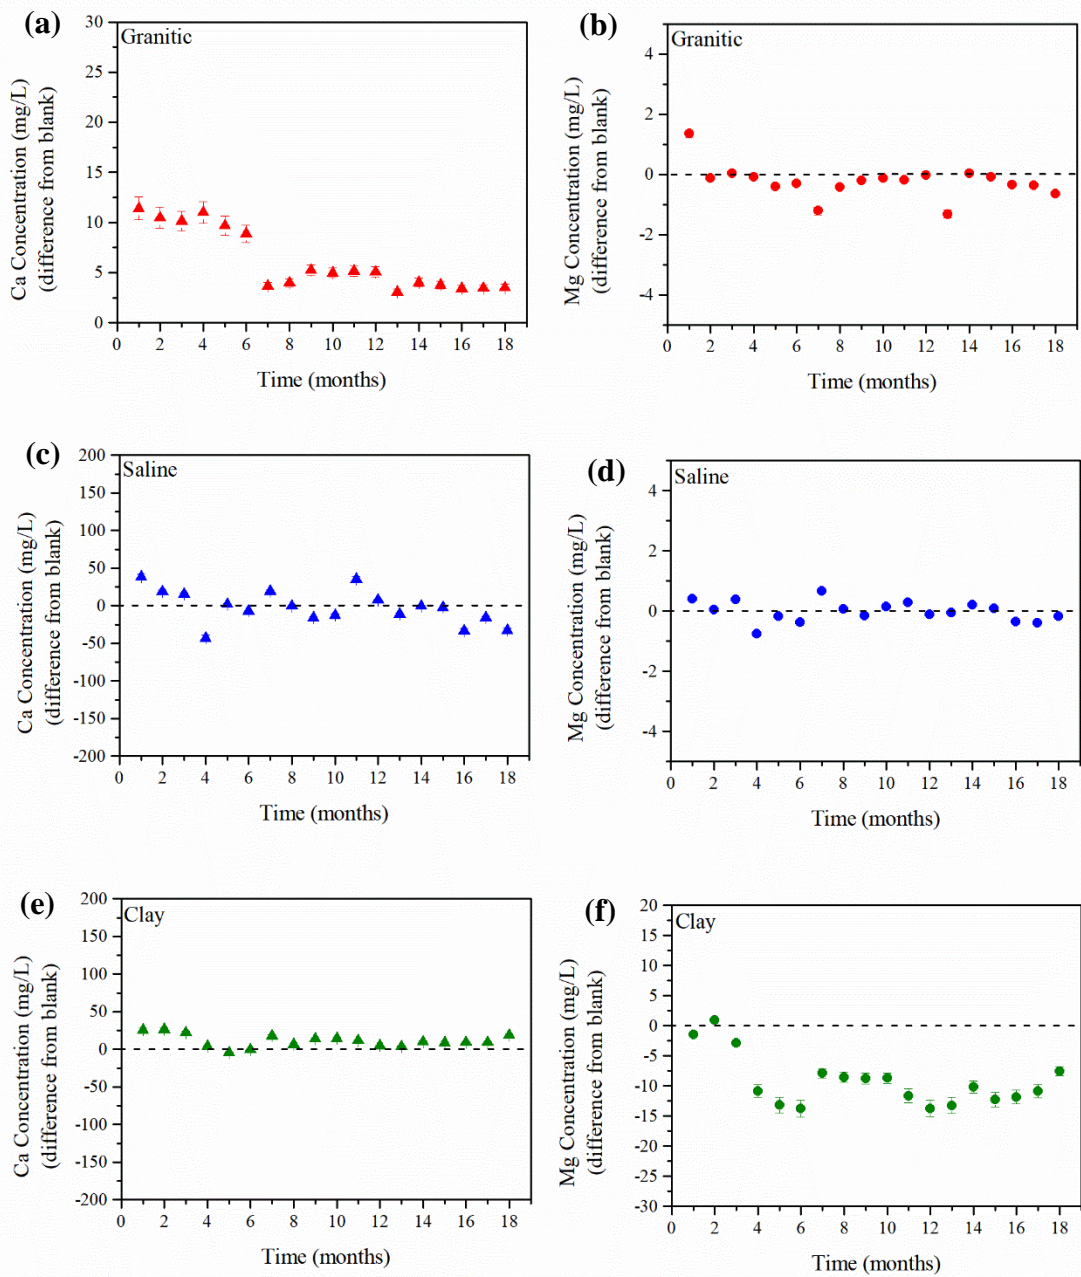 (a)
Granitic
Ca Concentration (mg/L)
(difference from blank)
30
25
20
15
10
5
0
0 2 4 6 8 10 12 14 16 18
Time (months)
(b)
Granitic
Mg Concentration (mg/L)
(difference from blank)
4
2
0
-2
-4
0 2 4 6 8 10 12 14 16 18
Time (months)
(c)
Saline
Ca Concentration (mg/L)
(difference from blank)
200
150
100
50
0
-50
-100
-150
-200
0 2 4 6 8 10 12 14 16 18
Time (months)
(d)
Saline
Mg Concentration (mg/L)
(difference from blank)
4
2
0
-2
-4
0 2 4 6 8 10 12 14 16 18
Time (months)
(e)
Clay
Ca Concentration (mg/L)
(difference from blank)
200
150
100
50
0
-50
-100
-150
-200
0 2 4 6 8 10 12 14 16 18
Time (months)
(f)
Clay
Mg Concentration (mg/L)
(difference from blank)
20
15
10
5
0
-5
-10
-15
-20
-25
-30
0 2 4 6 8 10 12 14 16 18
Time (months)